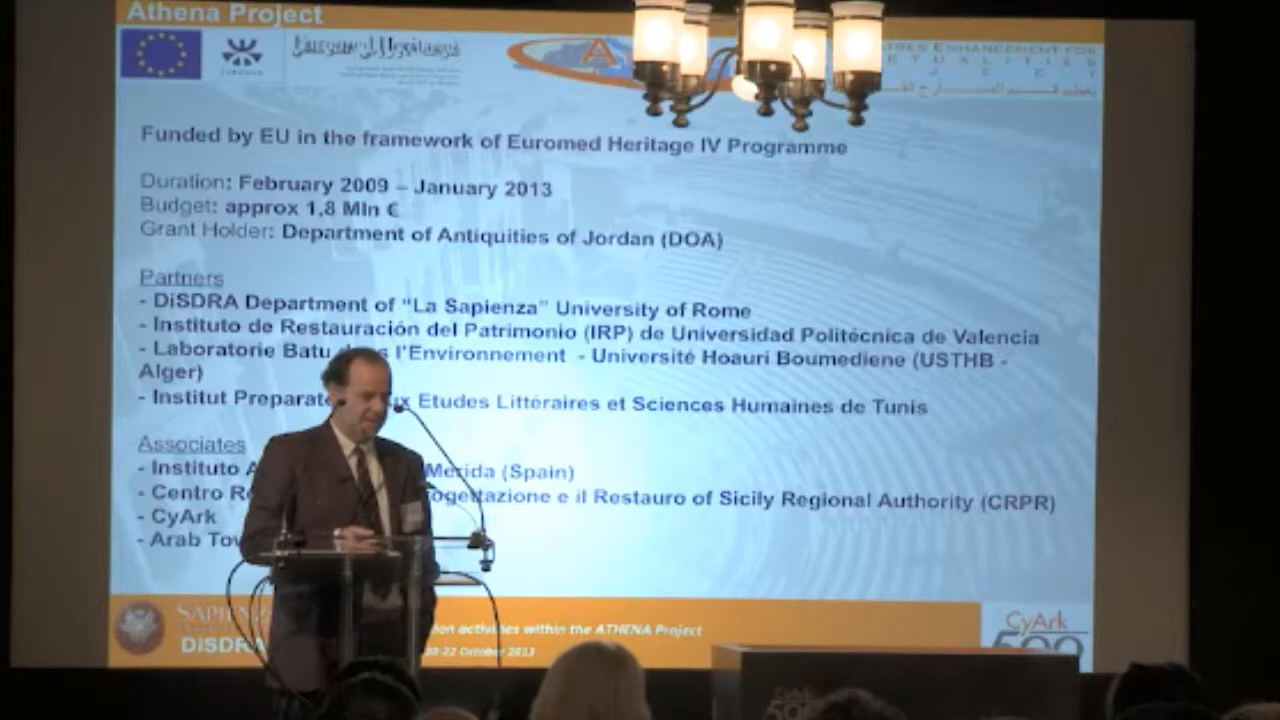 Athena Project
A
Funded by EU in the framework of Euromed Heritage IV Programme
Duration: February 2009 – January 2013
Budget: approx 1,8 Mln €
Grant Holder: Department of Antiquities of Jordan (DOA)
Partners
- DiSDRA Department of “La Sapienza” University of Rome
- Instituto de Restauración del Patrimonio (IRP) de Universidad Politécnica de Valencia
- Laboratorie l'Environnement - Université Hoauri Boumediene (USTHB -
Alger)
- Institut Etudes Littéraires et Sciences Humaines de Tunis
Associates
- Instituto Merida (Spain)
- Centro e il Restauro of Sicily Regional Authority (CRPR)
- CyArk
- Arab
SAPIENZ
activities within the ATHENA Project
DiSDRA
20-22 October 2013
CyArk
500